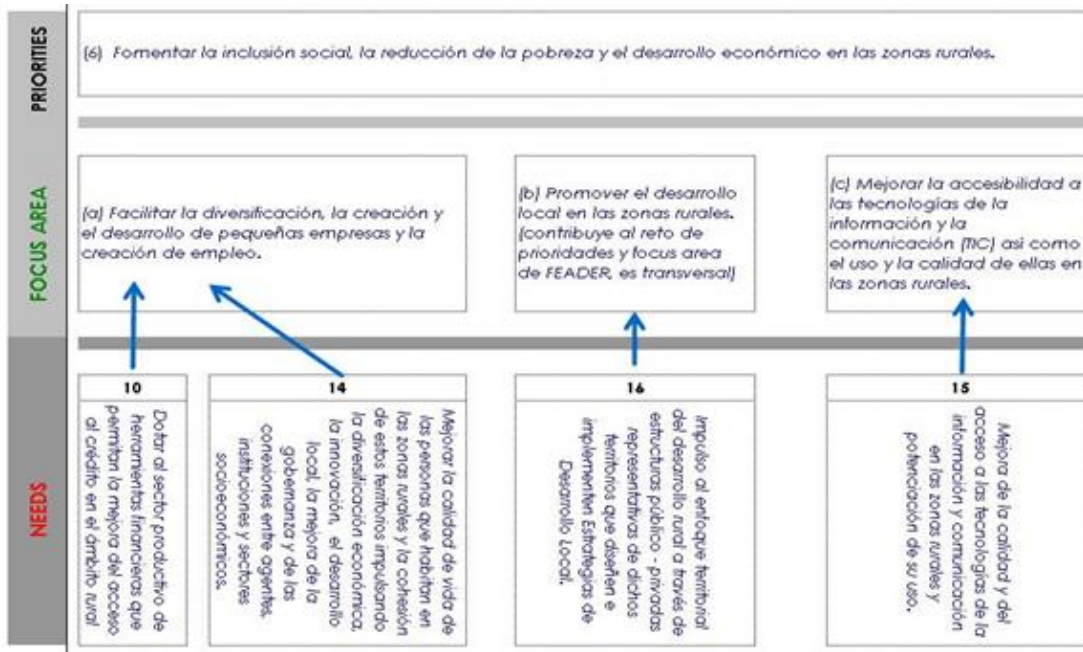 PRIORITIES
(6) Fomentar la inclusión social, la reducción de la pobreza y el desarrollo económico en las zonas rurales.
FOCUS AREA
(a) Facilitar la diversificación, la creación y
el desarrollo de pequeñas empresas y la
creación de empleo.
(b) Promover el desarrollo
local en las zonas rurales.
(contribuye al reto de
prioridades y focus area
de FEADER, es transversal)
(c) Mejorar la accesibilidad a
las tecnologías de la
información y la
comunicación (TIC) así como
el uso y la calidad de ellas en
las zonas rurales.
NEEDS
10
Dotar al sector productivo de
herramientas financieras que
permitan la mejora del acceso
al crédito en el ámbito rural
14
Mejorar la calidad de vida de
las personas que habitan en
las zonas rurales y la cohesión
de estos territorios impulsando
la diversificación económica,
la innovación, el desarrollo
local, la mejora de la
gobernanza y de las
conexiones entre agentes,
instituciones y sectores
socioeconómicos.
16
Impulso al enfoque territorial
del desarrollo rural a través de
estructuras público - privadas
representativas de dichos
territorios que diseñen e
implementen Estrategias de
Desarrollo Local.
15
Mejora de la calidad y del
acceso a las tecnologías de la
información y comunicación
en las zonas rurales y
potenciación de su uso.